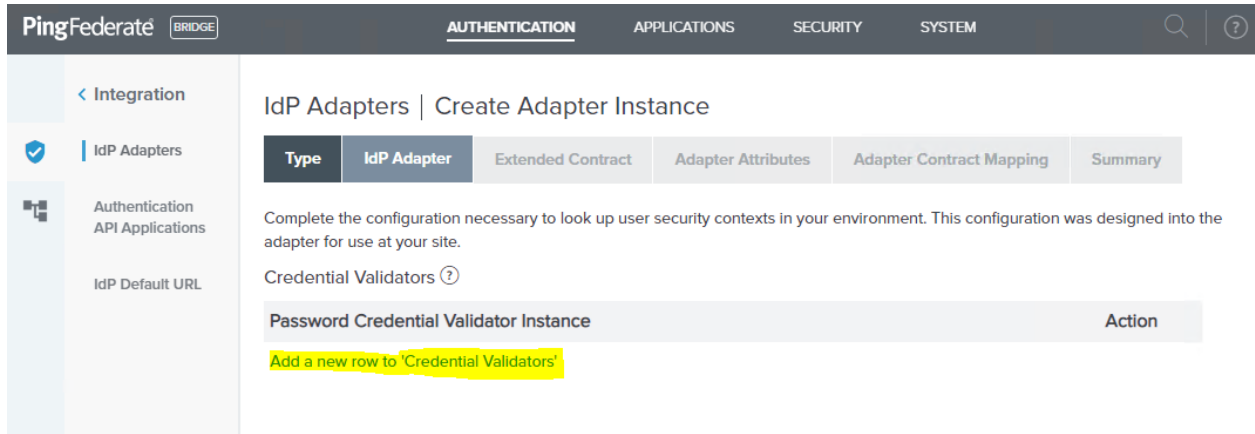 PingFederate BRIDGE
AUTHENTICATION APPLICATIONS SECURITY SYSTEM
Integration
IdP Adapters
Authentication
API Applications
IdP Default URL
IdP Adapters | Create Adapter Instance
Type IdP Adapter Extended Contract Adapter Attributes Adapter Contract Mapping Summary
Complete the configuration necessary to look up user security contexts in your environment. This configuration was designed into the
adapter for use at your site.
Credential Validators ?
Password Credential Validator Instance Action
Add a new row to 'Credential Validators'